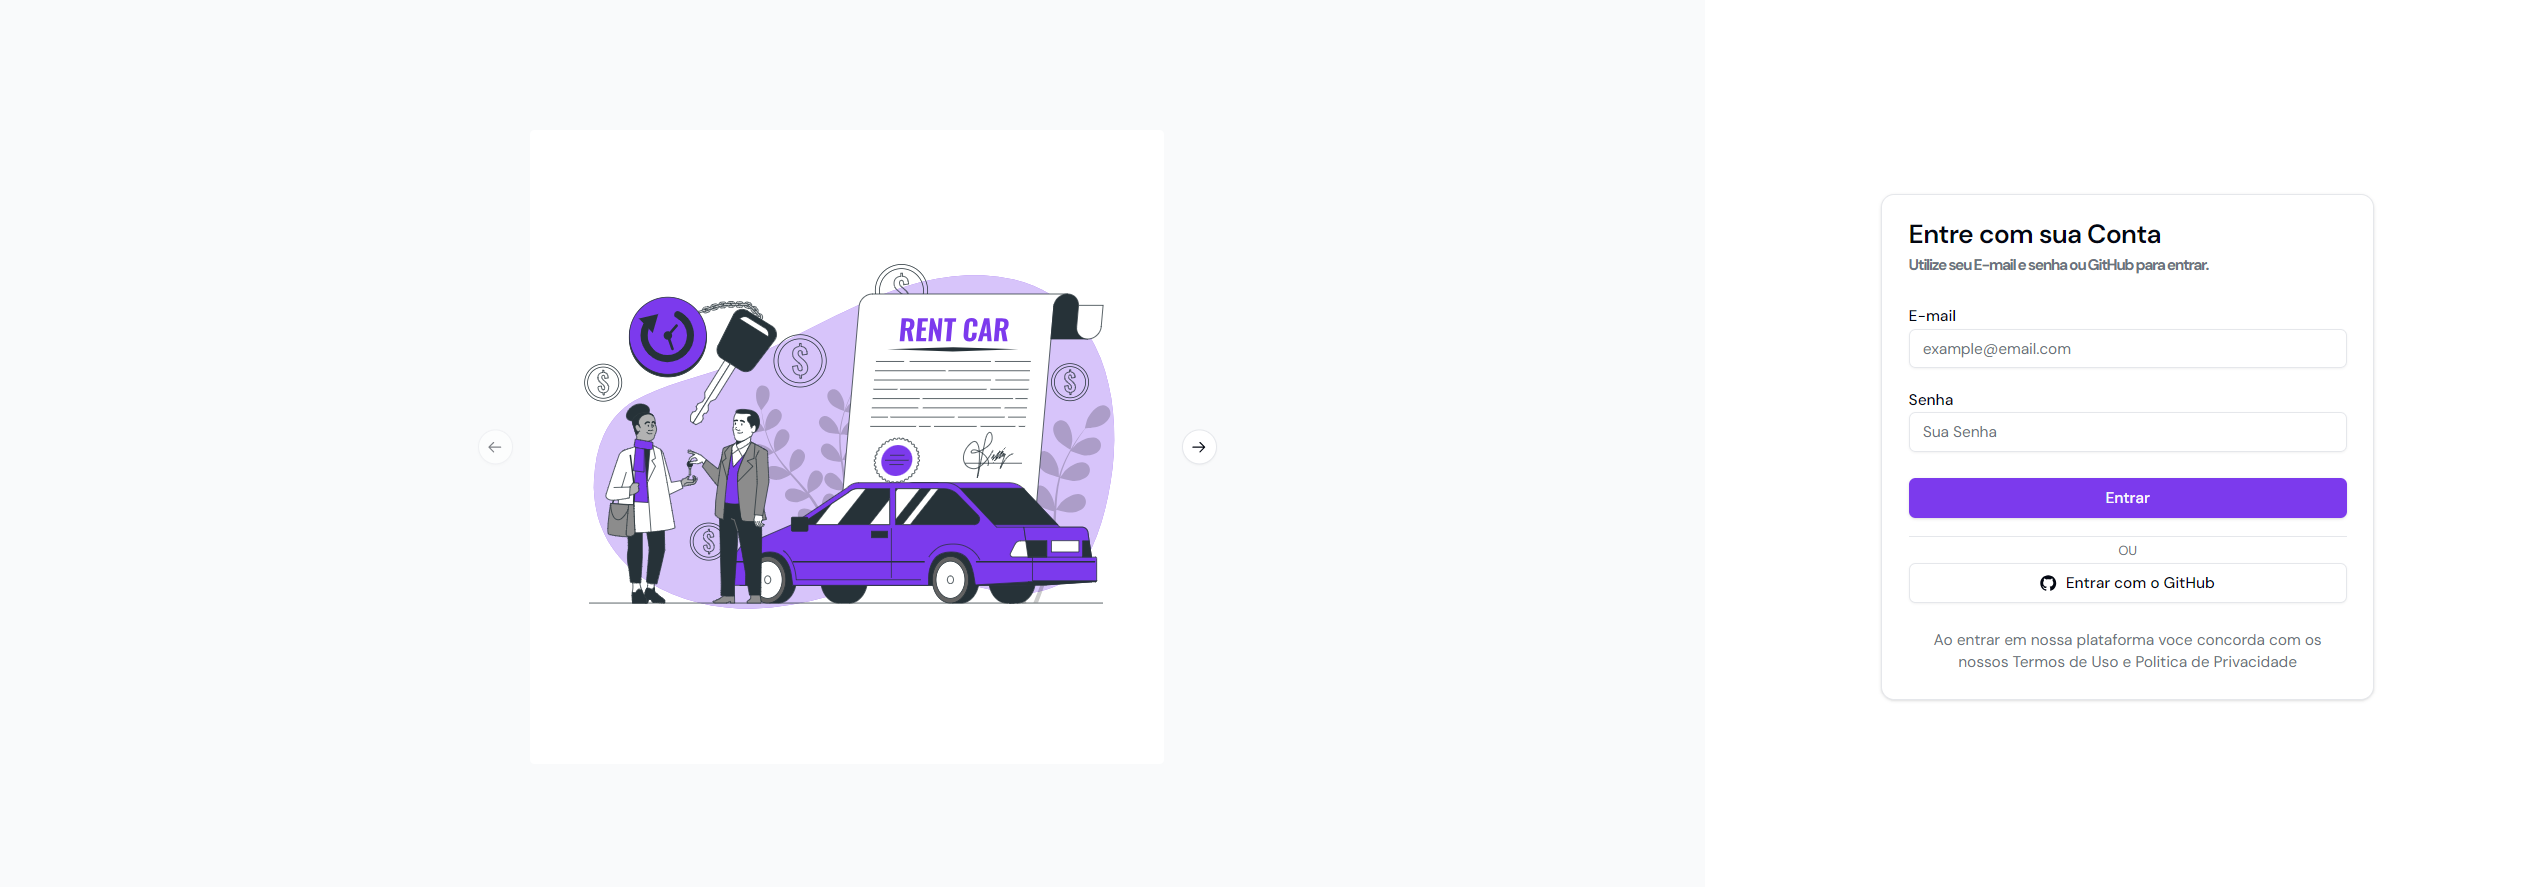 RENT CAR
Entre com sua Conta
Utilize seu E-mail e senha ou GitHub para entrar.
E-mail
example@email.com
Senha
Sua Senha
Entrar
OU
Entrar com o GitHub
Ao entrar em nossa plataforma voce concorda com os
nossos Termos de Uso e Politica de Privacidade